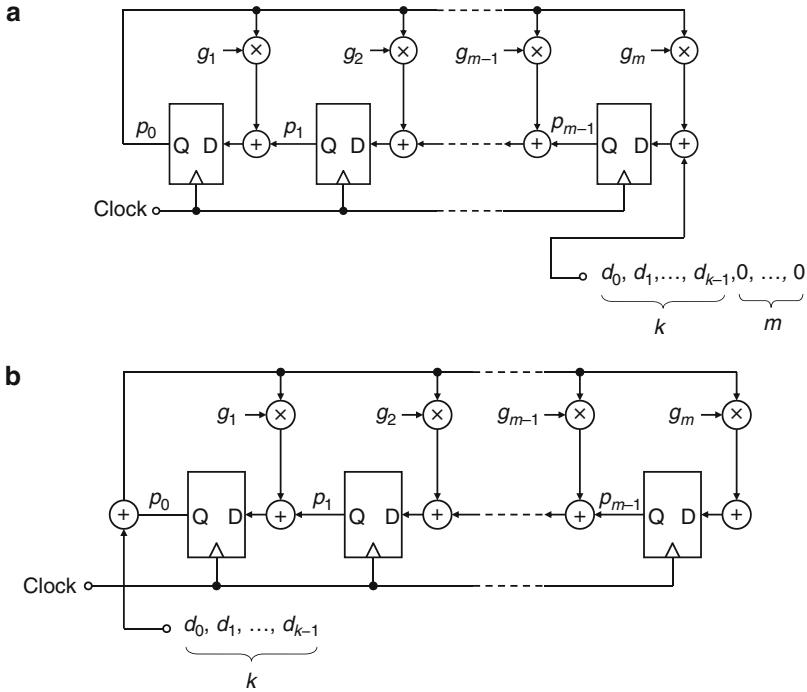 a
g₁ × g₂ × gₘ₋₁ × gₘ ×
p₀ Q D + p₁ Q D + + pₘ₋₁ Q D +
Clock
d₀, d₁,..., dₖ₋₁,0, ..., 0
k m
b
g₁ × g₂ × gₘ₋₁ × gₘ ×
+ p₀ Q D + p₁ Q D + + pₘ₋₁ Q D +
Clock
d₀, d₁, ..., dₖ₋₁
k